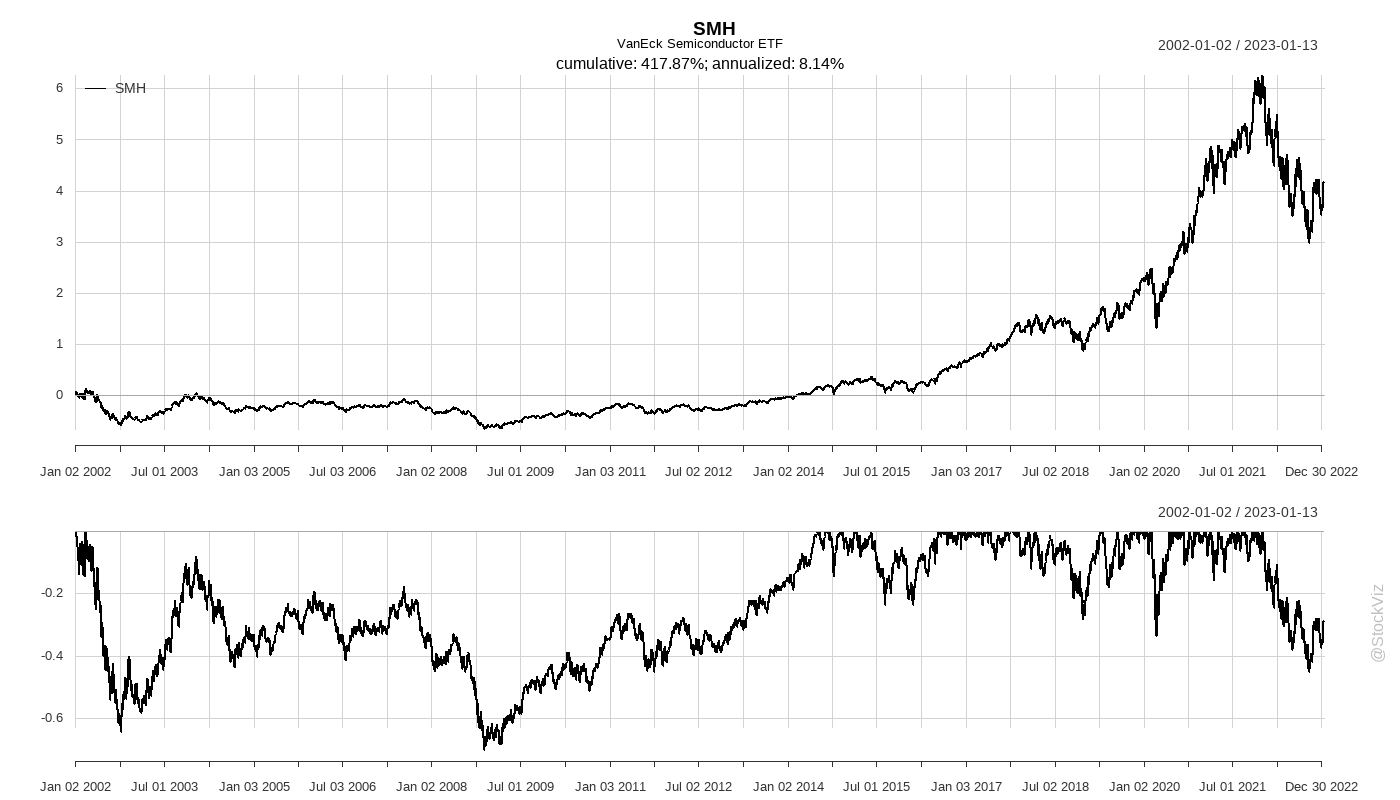 SMH
VanEck Semiconductor ETF
cumulative: 417.87%; annualized: 8.14%
2002-01-02 / 2023-01-13
SMH
6
5
4
3
2
1
0
Jan 02 2002 Jul 01 2003 Jan 03 2005 Jul 03 2006 Jan 02 2008 Jul 01 2009 Jan 03 2011 Jul 02 2012 Jan 02 2014 Jul 01 2015 Jan 03 2017 Jul 02 2018 Jan 02 2020 Jul 01 2021 Dec 30 2022
2002-01-02 / 2023-01-13
-0.2
-0.4
-0.6
Jan 02 2002 Jul 01 2003 Jan 03 2005 Jul 03 2006 Jan 02 2008 Jul 01 2009 Jan 03 2011 Jul 02 2012 Jan 02 2014 Jul 01 2015 Jan 03 2017 Jul 02 2018 Jan 02 2020 Jul 01 2021 Dec 30 2022
@StockViz